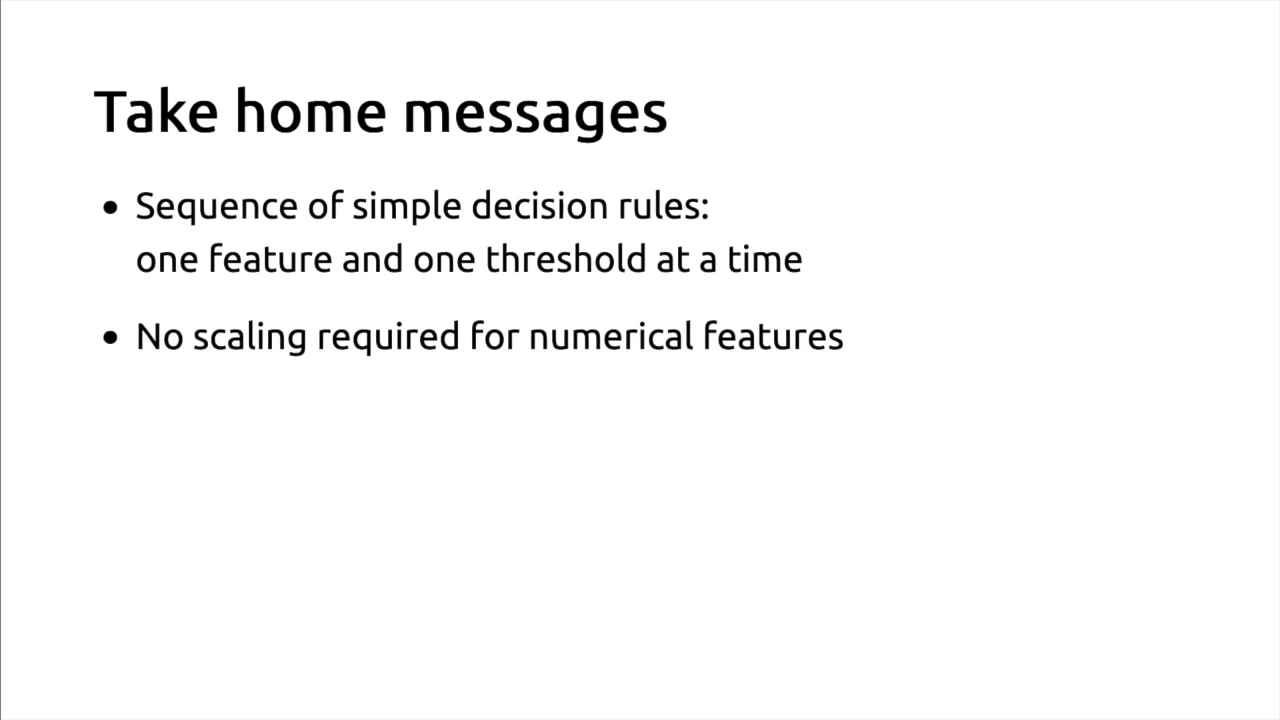 Take home messages
• Sequence of simple decision rules:
one feature and one threshold at a time
• No scaling required for numerical features